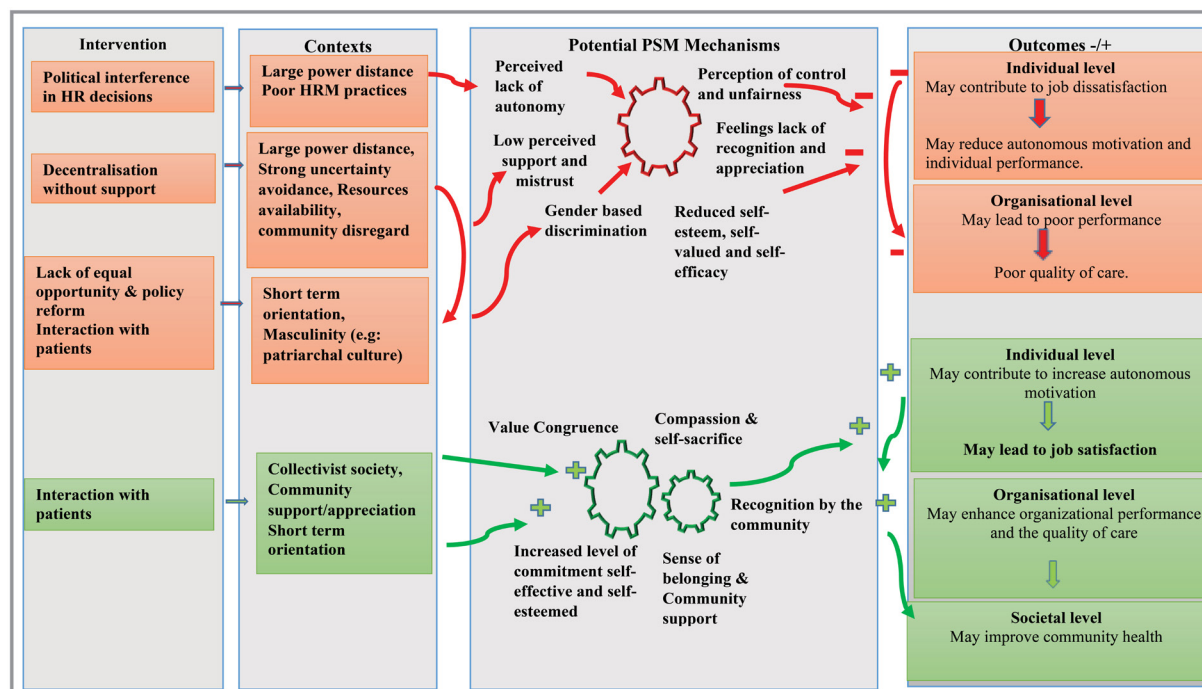 Intervention
Political interference
in HR decisions
Decentralisation
without support
Lack of equal
opportunity & policy
reform
Interaction with
patients
Interaction with
patients
Contexts
Large power distance
Poor HRM practices
Large power distance,
Strong uncertainty
avoidance, Resources
availability,
community disregard
Short term
orientation,
Masculinity (e.g:
patriarchal culture)
Collectivist society,
Community
support/appreciation
Short term
orientation
Potential PSM Mechanisms
Perceived
lack of
autonomy
Low perceived
support and
mistrust
Gender based
discrimination
Perception of control
and unfairness
Feelings lack of
recognition and
appreciation
Reduced self-
esteem, self-
valued and self-
efficacy
Value Congruence
Compassion &
self-sacrifice
Recognition by the
community
Increased level of
commitment self-
effective and self-
esteemed
Sense of
belonging &
Community
support
Outcomes -/+
Individual level
May contribute to job dissatisfaction
May reduce autonomous motivation and
individual performance.
Organisational level
May lead to poor performance
Poor quality of care.
Individual level
May contribute to increase autonomous
motivation
May lead to job satisfaction
Organisational level
May enhance organizational performance
and the quality of care
Societal level
May improve community health